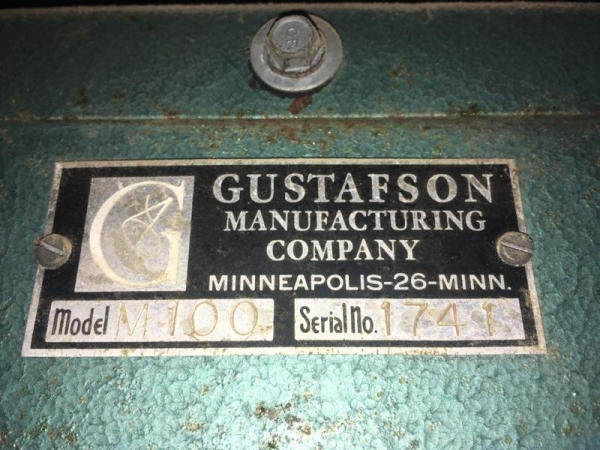 G
GUSTAFSON
MANUFACTURING
COMPANY
MINNEAPOLIS-26-MINN.
Model M100 Serial No. 1741